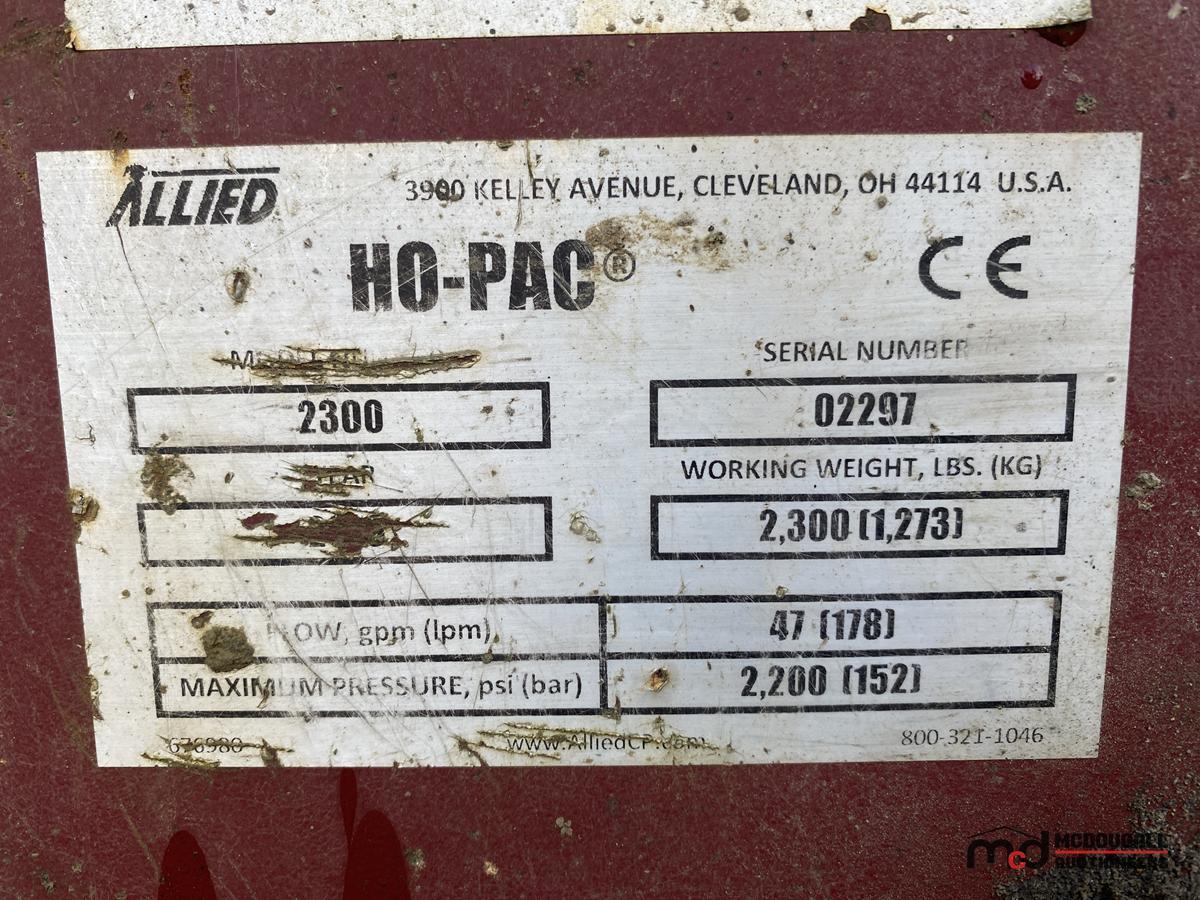 ALLIED
3900 KELLEY AVENUE, CLEVELAND, OH 44114 U.S.A.
HO-PAC®
CE
SERIAL NUMBER
2300
02297
WORKING WEIGHT, LBS. (KG)
2,300 (1,273)
FLOW, gpm (lpm)
47 (178)
MAXIMUM PRESSURE, psi (bar)
2,200 (152)
676980
www.AlliedCP.com
800-321-1046
mcd MCDOUGALL
AUCTIONEERS